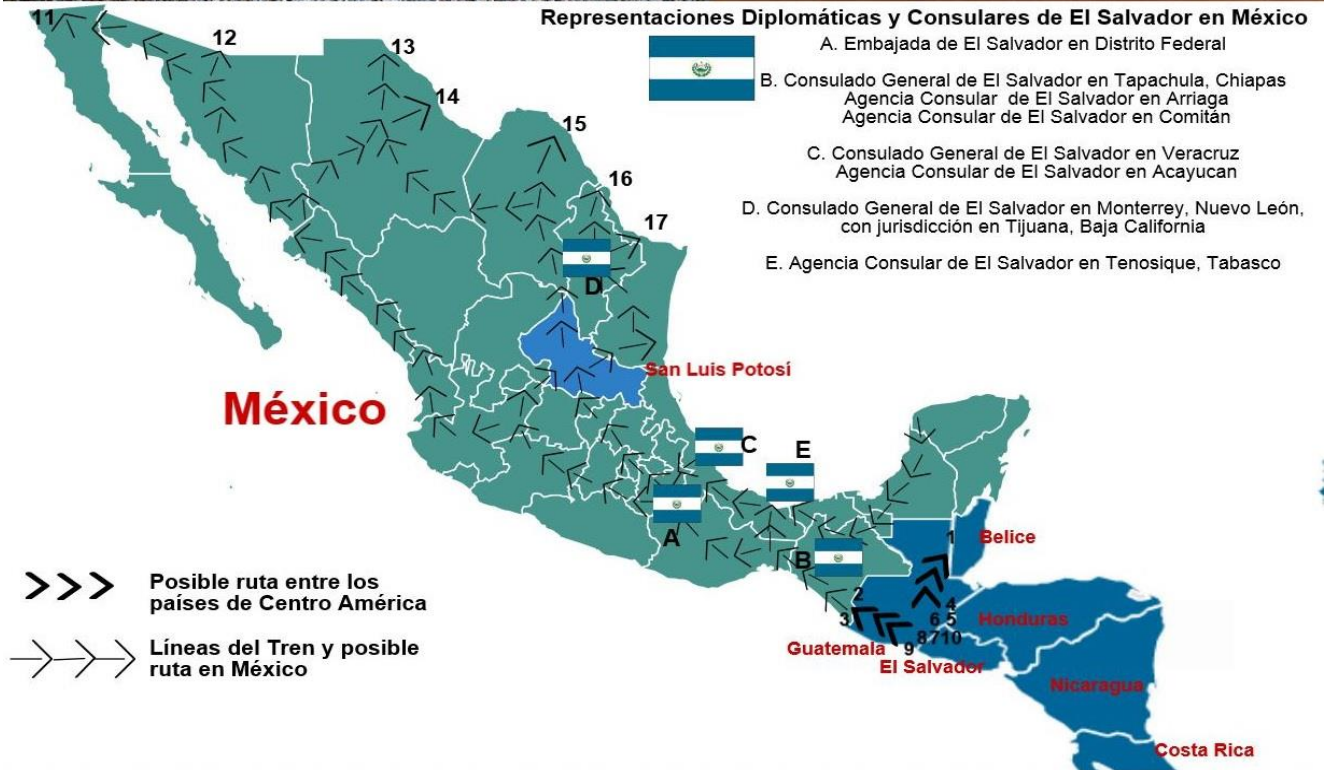 Representaciones Diplomáticas y Consulares de El Salvador en México
A. Embajada de El Salvador en Distrito Federal
B. Consulado General de El Salvador en Tapachula, Chiapas
Agencia Consular de El Salvador en Arriaga
Agencia Consular de El Salvador en Comitán
C. Consulado General de El Salvador en Veracruz
Agencia Consular de El Salvador en Acayucan
D. Consulado General de El Salvador en Monterrey, Nuevo León,
con jurisdicción en Tijuana, Baja California
E. Agencia Consular de El Salvador en Tenosique, Tabasco
11
12
13
14
15
16
17
D
San Luis Potosí
México
C
E
A
B
1
Belice
2
3
4
6 5
8 7 10
9
Honduras
Guatemala
El Salvador
Nicaragua
Costa Rica
Posible ruta entre los
países de Centro América
Líneas del Tren y posible
ruta en México